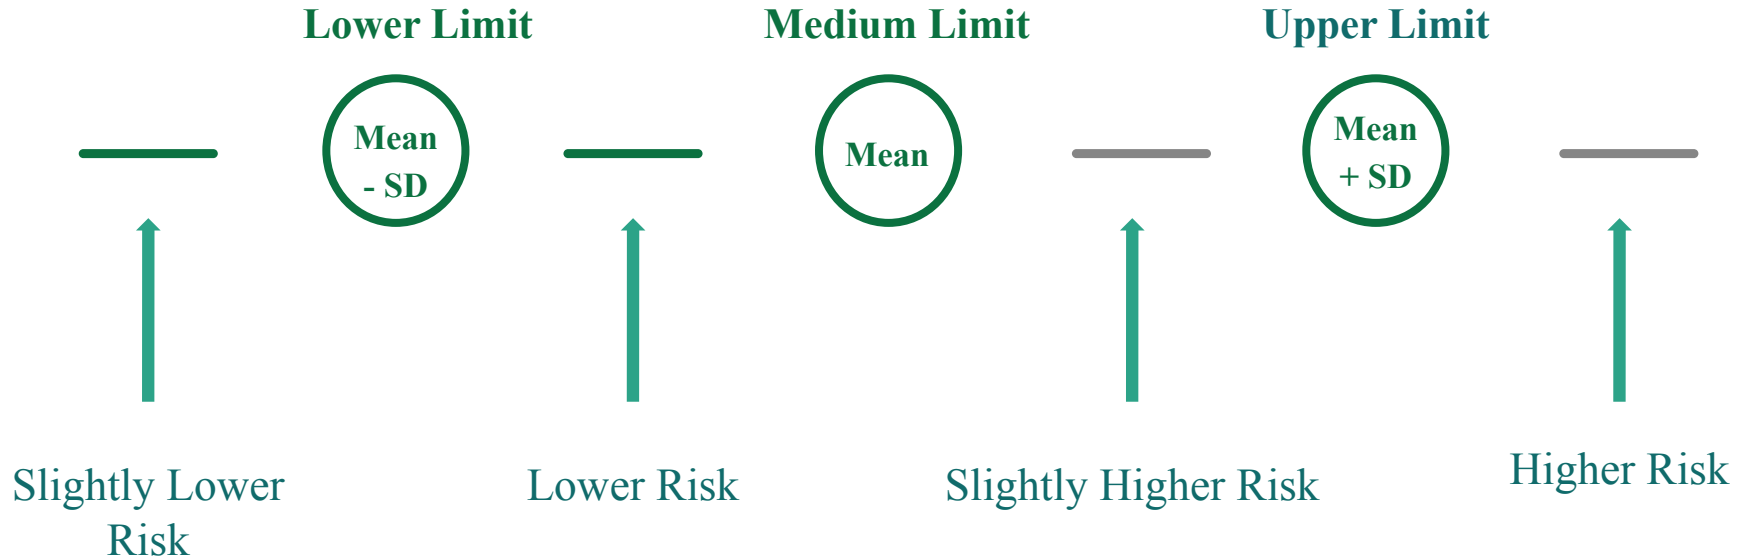 Lower Limit
Medium Limit
Upper Limit
Mean
- SD
Mean
Mean
+ SD
Slightly Lower
Risk
Lower Risk
Slightly Higher Risk
Higher Risk